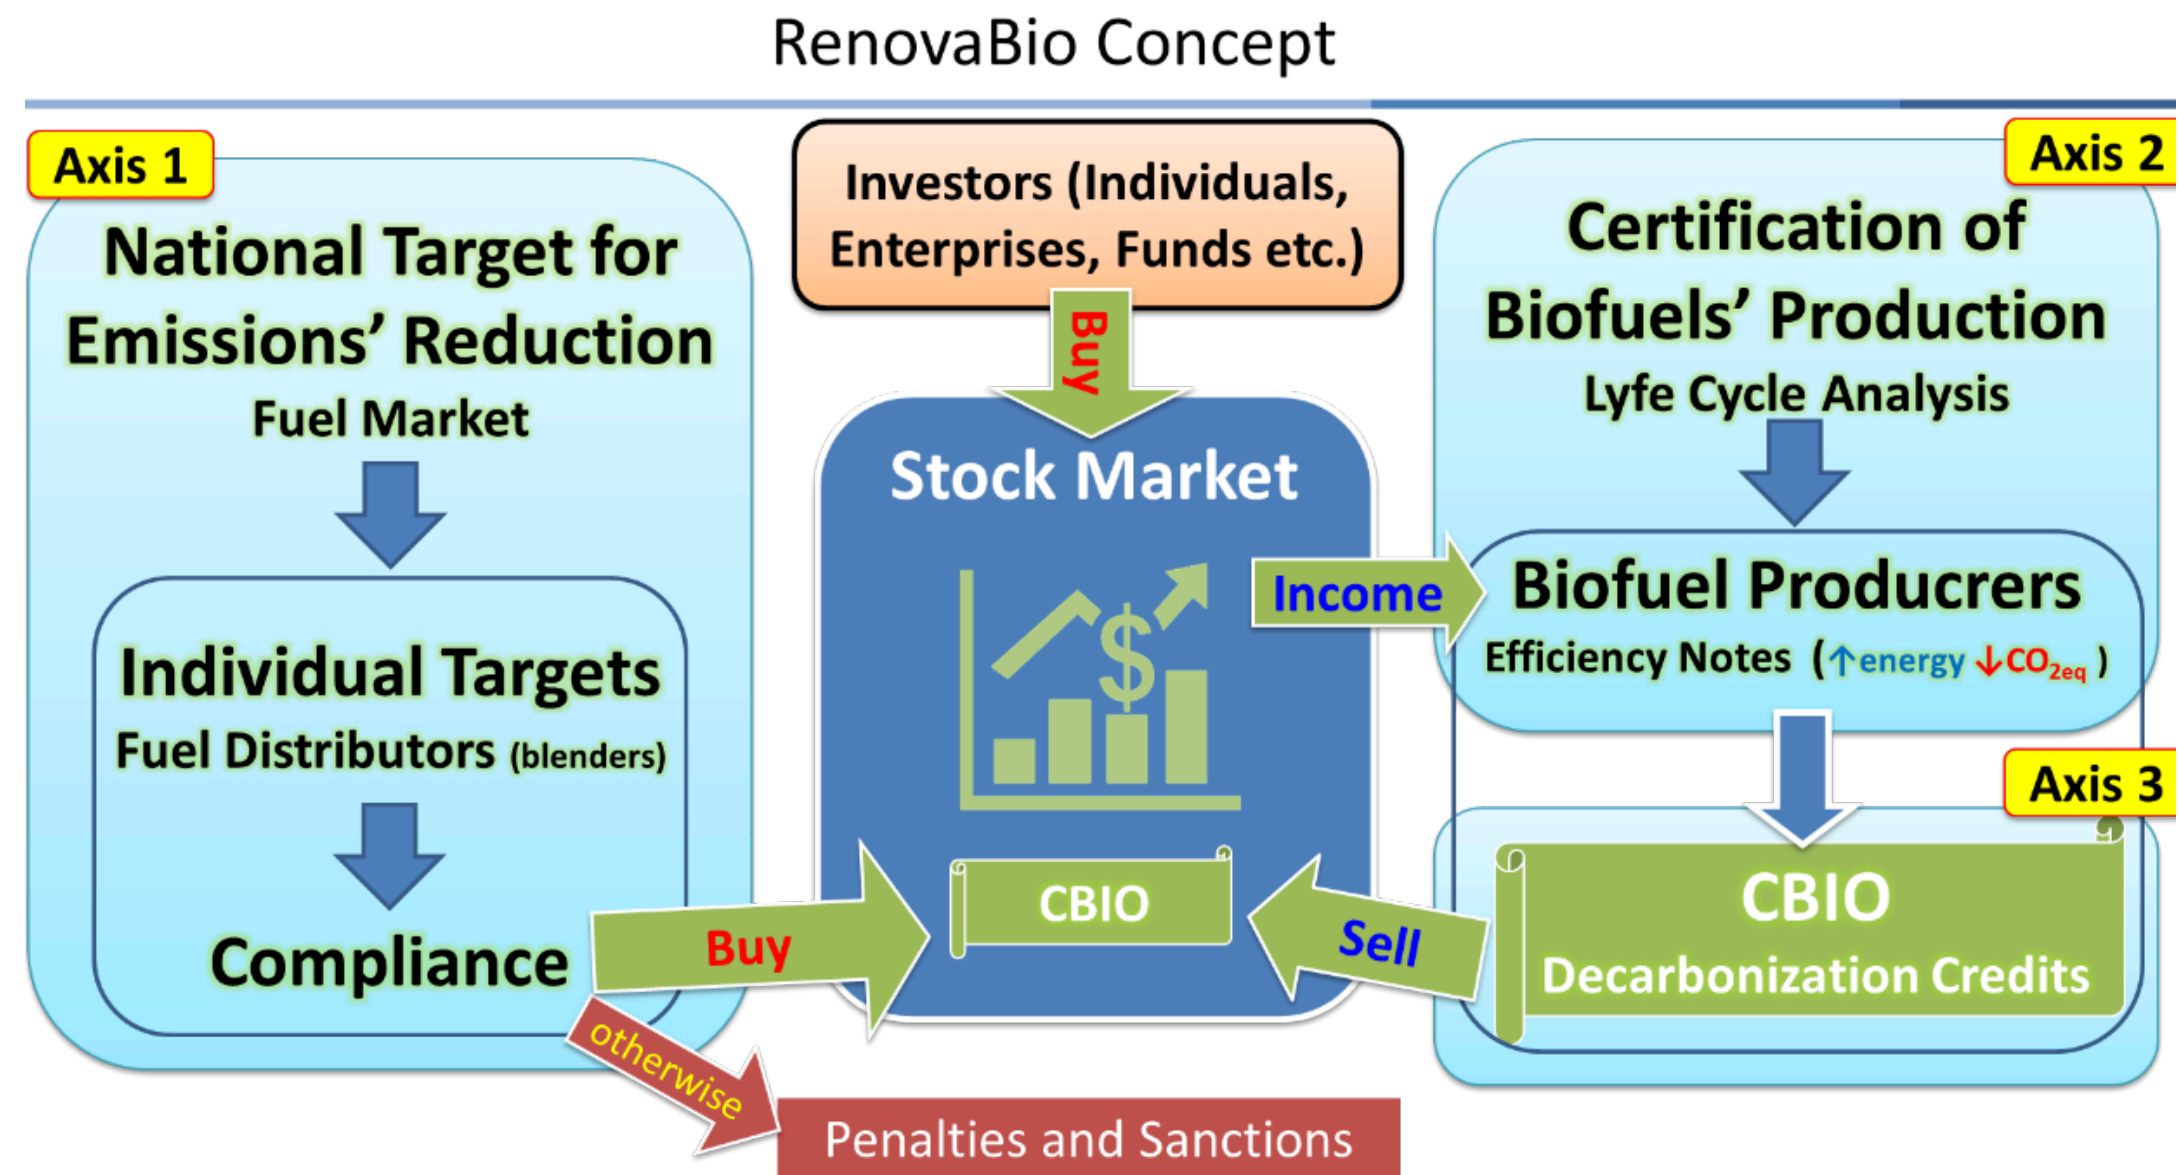 RenovaBio Concept
Axis 1
National Target for
Emissions’ Reduction
Fuel Market
Individual Targets
Fuel Distributors (blenders)
Compliance
Buy
otherwise
Penalties and Sanctions
Investors (Individuals,
Enterprises, Funds etc.)
Buy
Stock Market
$
CBIO
Income
Sell
Axis 2
Certification of
Biofuels’ Production
Lyfe Cycle Analysis
Biofuel Producrers
Efficiency Notes (↑energy ↓CO2eq )
Axis 3
CBIO
Decarbonization Credits